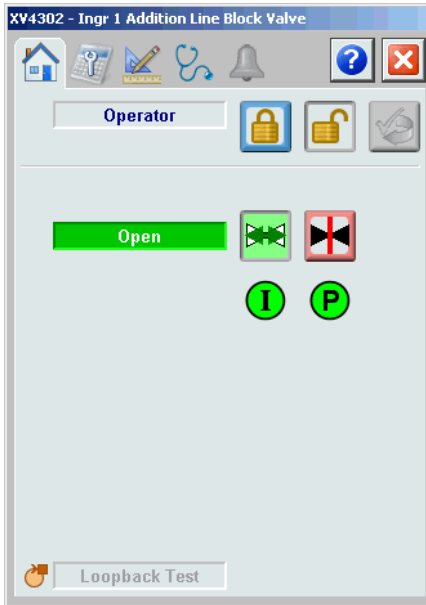 XV4302 - Ingr 1 Addition Line Block Valve
?
Operator
Open
I
P
Loopback Test